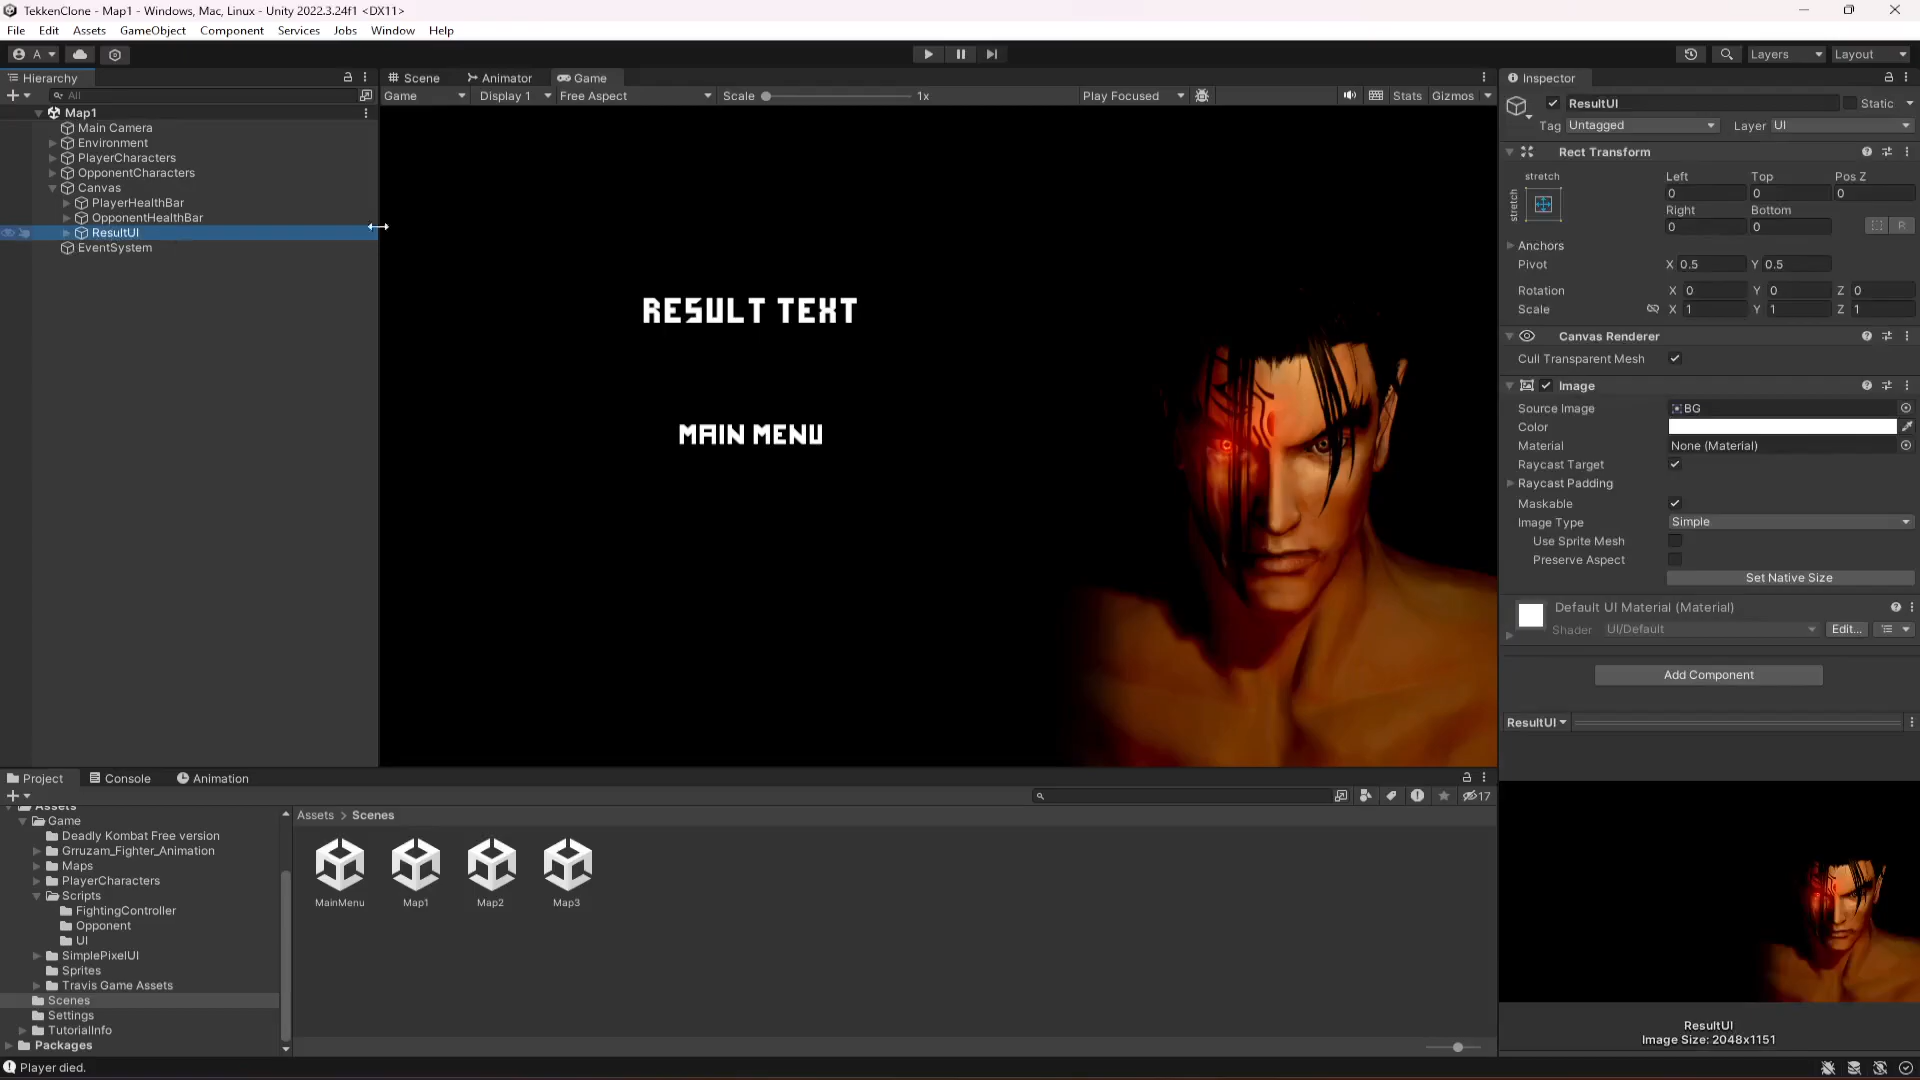 TekkenClone - Map1 - Windows, Mac, Linux - Unity 2022.3.24f1 <DX11>
File Edit Assets GameObject Component Services Jobs Window Help
A
Layers Layout
Hierarchy
All
Map1
Main Camera
Environment
PlayerCharacters
OpponentCharacters
Canvas
PlayerHealthBar
OpponentHealthBar
ResultUI
EventSystem
Scene Animator Game
Game Display 1 Free Aspect Scale 1x Play Focused Stats Gizmos
RESULT TEXT
MAIN MENU
Inspector
ResultUI Static
Tag Untagged Layer UI
Rect Transform
stretch Left Top Pos Z
stretch
0 0 0
Right Bottom
0 0 R
Anchors
Pivot X 0.5 Y 0.5
Rotation X 0 Y 0 Z 0
Scale X 1 Y 1 Z 1
Canvas Renderer
Cull Transparent Mesh
Image
Source Image BG
Color
Material None (Material)
Raycast Target
Raycast Padding
Maskable
Image Type Simple
Use Sprite Mesh
Preserve Aspect
Set Native Size
Default UI Material (Material)
Shader UI/Default Edit...
Add Component
ResultUI
ResultUI
Image Size: 2048x1151
Project Console Animation
17
Assets
Game
Deadly Kombat Free version
Grruzam_Fighter_Animation
Maps
PlayerCharacters
Scripts
FightingController
Opponent
UI
SimplePixelUI
Sprites
Travis Game Assets
Scenes
Settings
TutorialInfo
Packages
Assets > Scenes
MainMenu Map1 Map2 Map3
Player died.